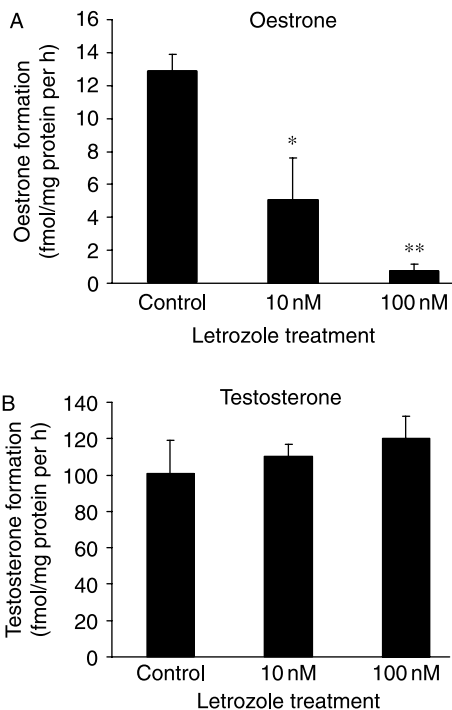 A
Oestrone
Oestrone formation
(fmol/mg protein per h)
16
14
12
10
8
6
4
2
0
*
**
Control 10 nM 100 nM
Letrozole treatment
B
Testosterone
Testosterone formation
(fmol/mg protein per h)
140
120
100
80
60
40
20
0
Control 10 nM 100 nM
Letrozole treatment